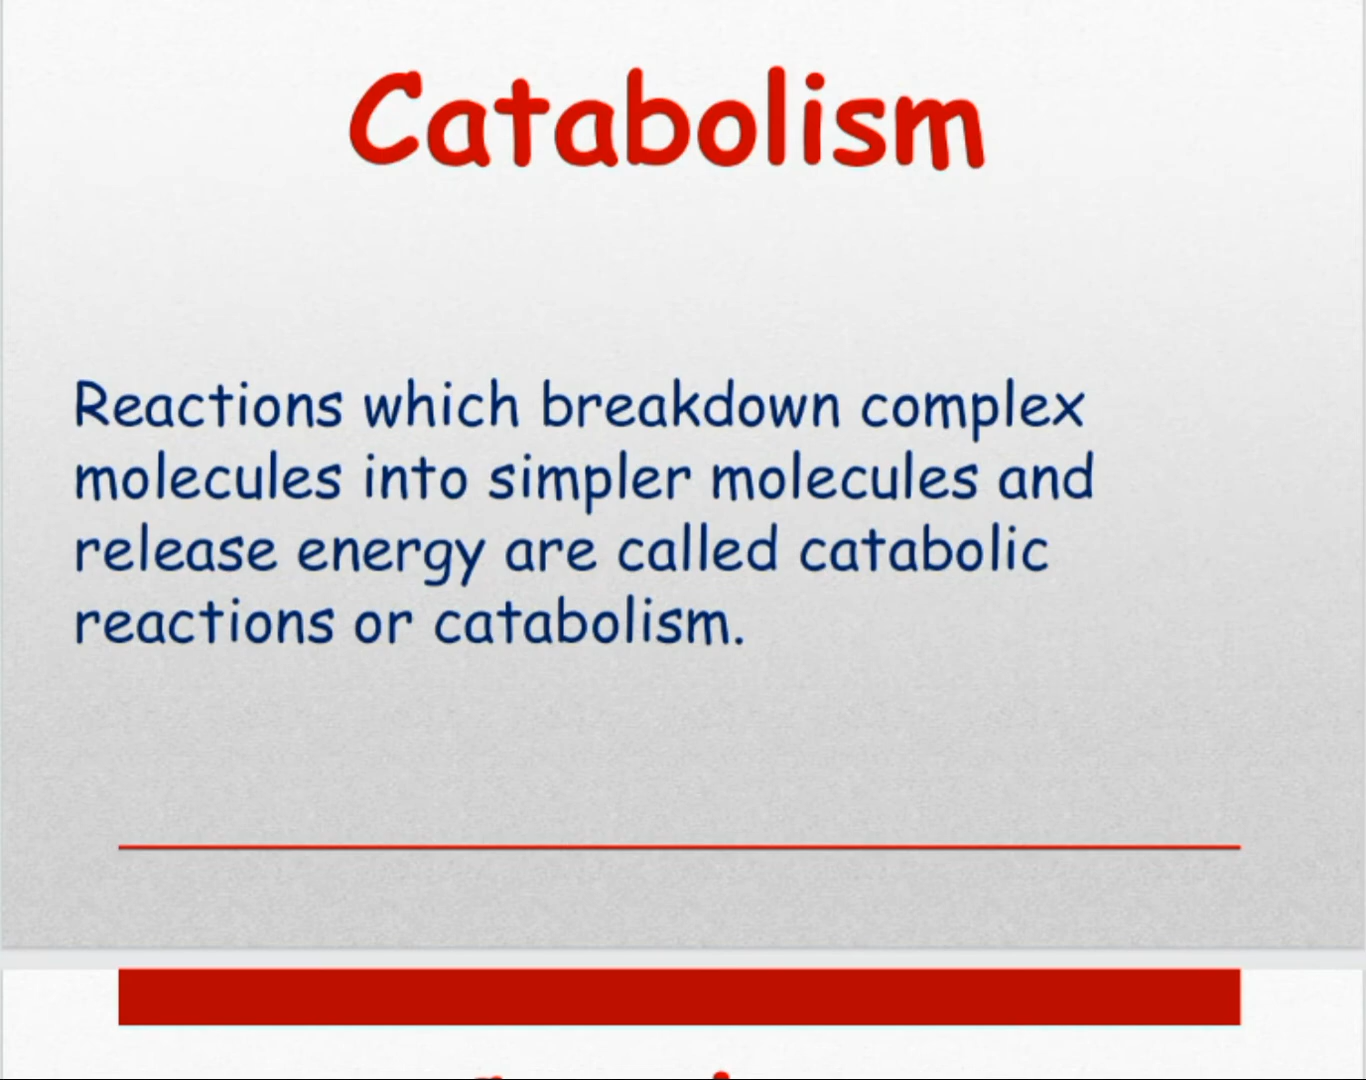 Catabolism
Reactions which breakdown complex
molecules into simpler molecules and
release energy are called catabolic
reactions or catabolism.